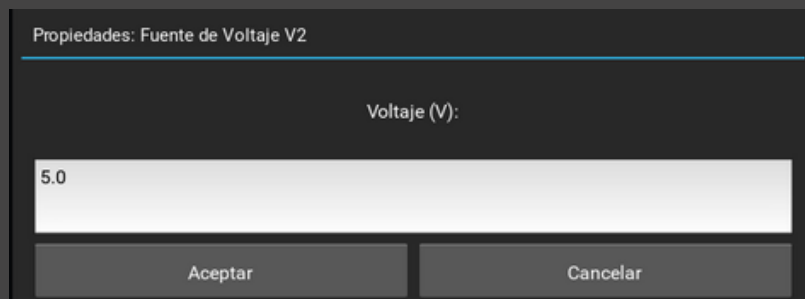 Propiedades: Fuente de Voltaje V2
Voltaje (V):
5.0
Aceptar
Cancelar